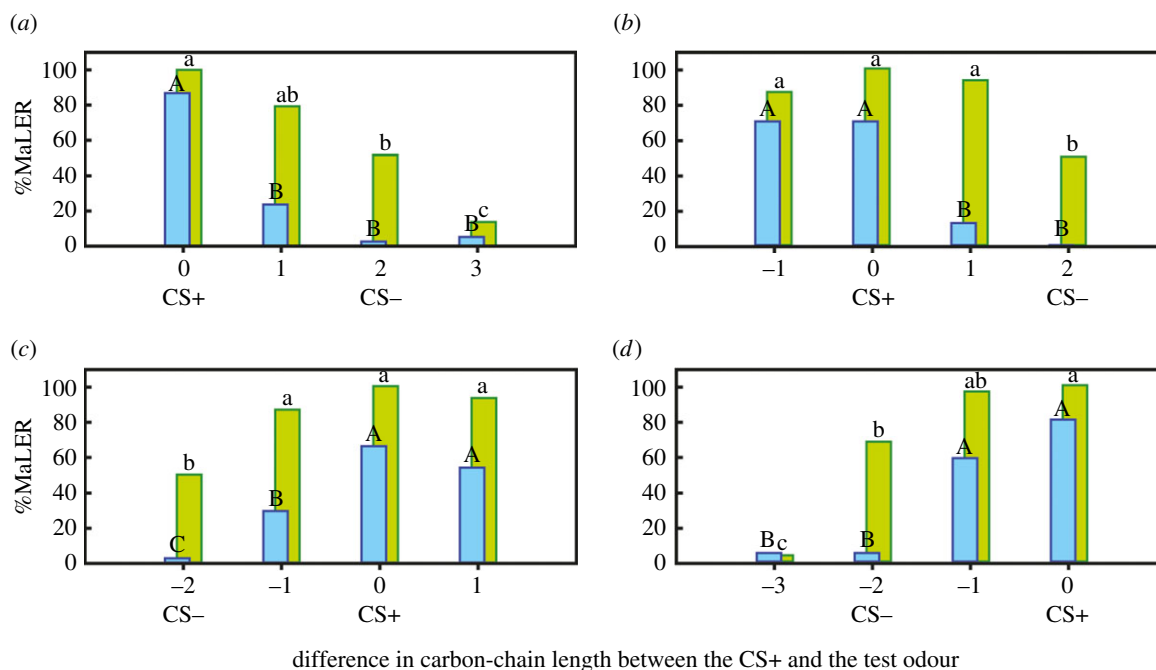 (a)
%MaLER
100
80
60
40
20
0
A a
B ab
B b
B c
0 1 2 3
CS+ CS–
(b)
100
80
60
40
20
0
A a
A a
B a
B b
–1 0 1 2
CS+ CS–
(c)
%MaLER
100
80
60
40
20
0
C b
B a
A a
A a
–2 –1 0 1
CS– CS+
(d)
100
80
60
40
20
0
B c
B b
A ab
A a
–3 –2 –1 0
CS– CS+
difference in carbon-chain length between the CS+ and the test odour